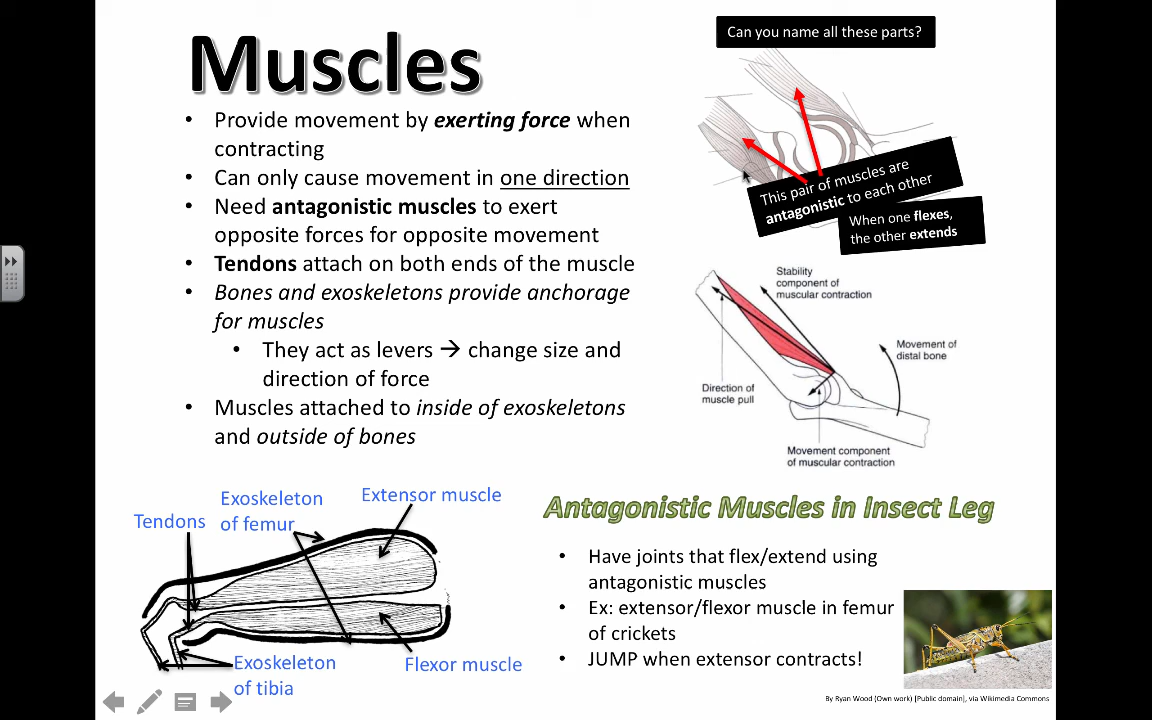 Muscles
• Provide movement by exerting force when
contracting
• Can only cause movement in one direction
• Need antagonistic muscles to exert
opposite forces for opposite movement
• Tendons attach on both ends of the muscle
• Bones and exoskeletons provide anchorage
for muscles
• They act as levers → change size and
direction of force
• Muscles attached to inside of exoskeletons
and outside of bones
Can you name all these parts?
This pair of muscles are
antagonistic to each other
When one flexes,
the other extends
Stability
component of
muscular contraction
Movement of
distal bone
Direction of
muscle pull
Movement component
of muscular contraction
Tendons
Exoskeleton
of femur
Extensor muscle
Exoskeleton
of tibia
Flexor muscle
Antagonistic Muscles in Insect Leg
• Have joints that flex/extend using
antagonistic muscles
• Ex: extensor/flexor muscle in femur
of crickets
• JUMP when extensor contracts!
By Ryan Wood (Own work) [Public domain], via Wikimedia Commons